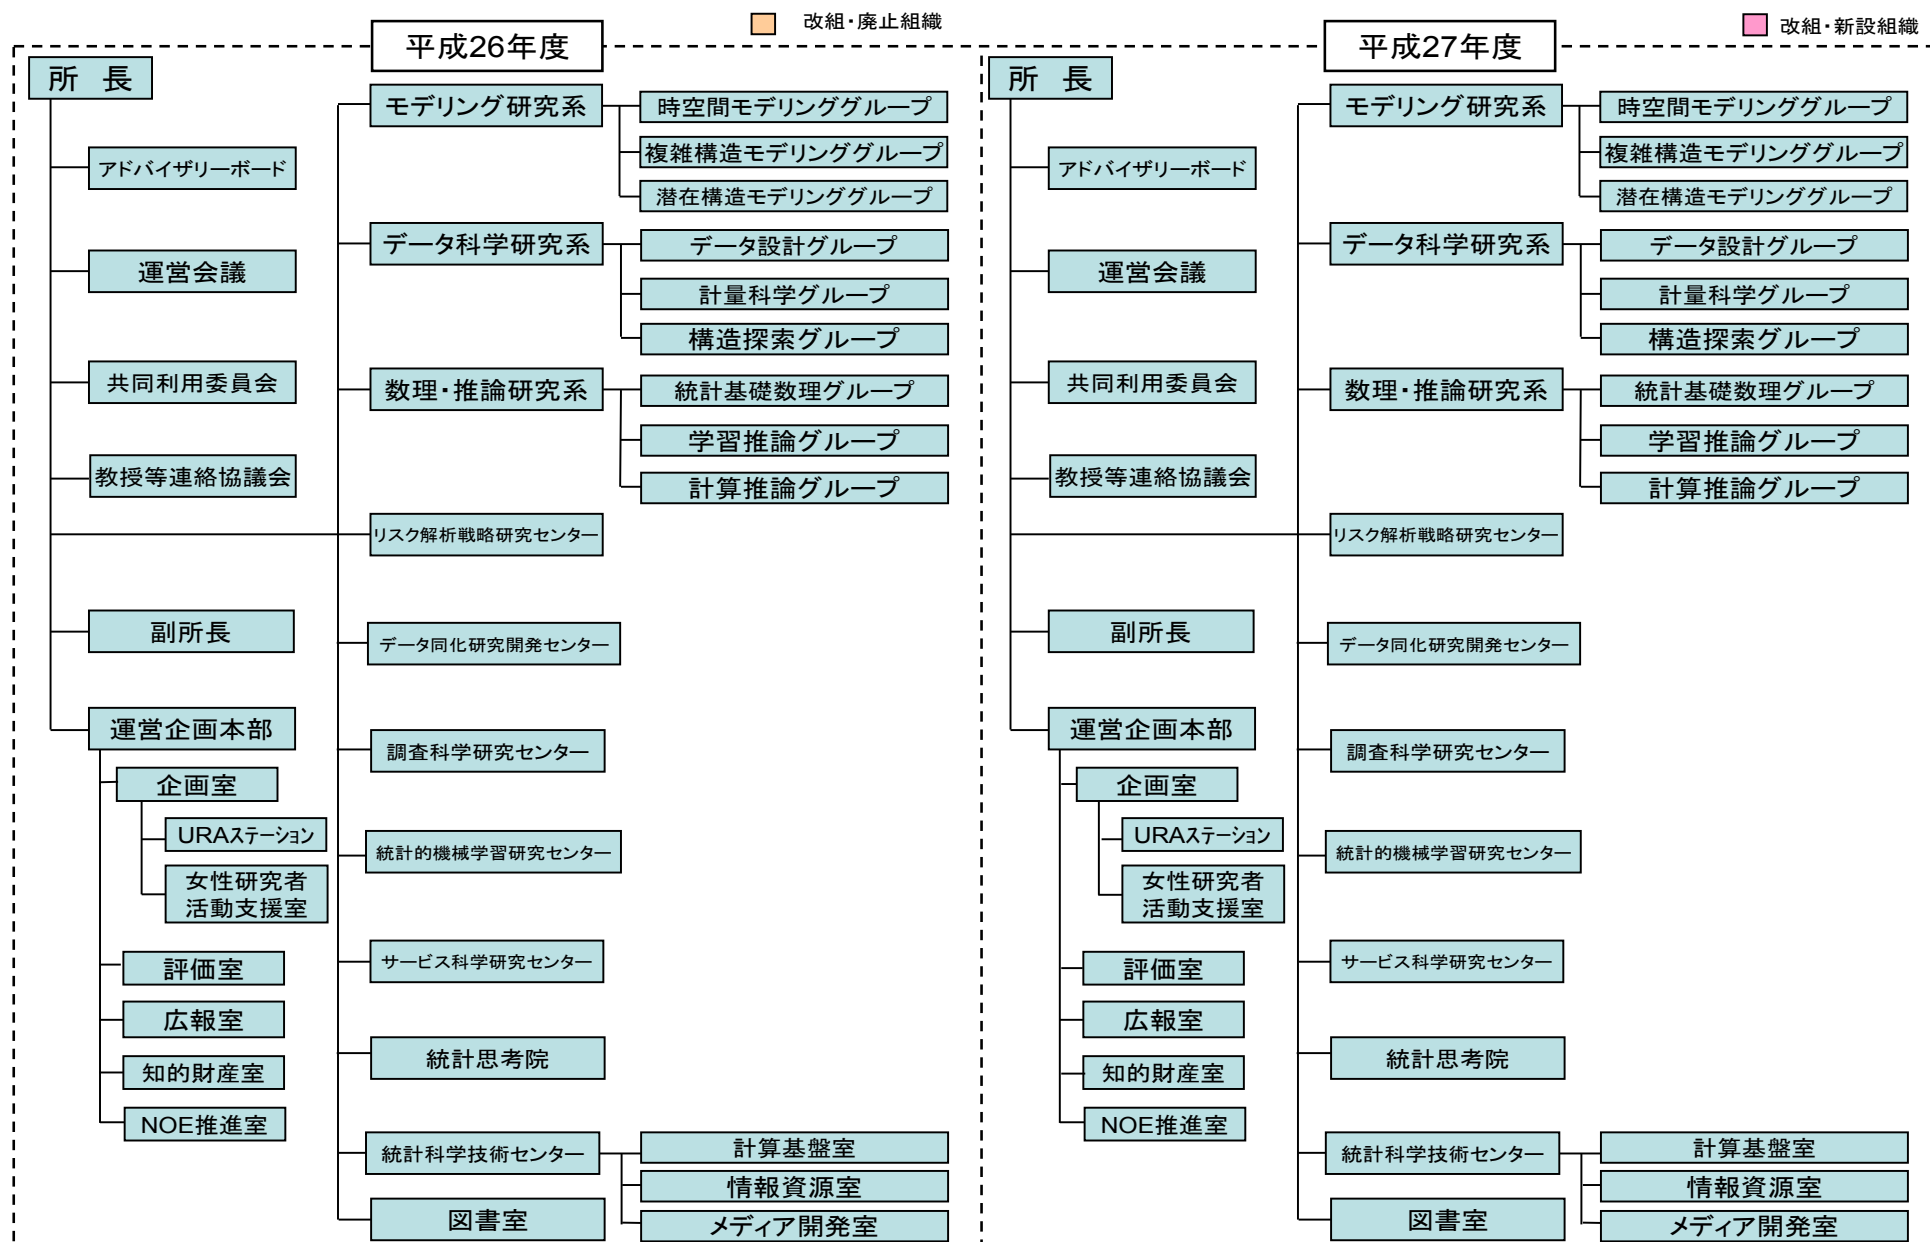 改組・廃止組織
平成26年度
所 長
アドバイザリーボード
運営会議
共同利用委員会
教授等連絡協議会
副所長
運営企画本部
企画室
URAステーション
女性研究者
活動支援室
評価室
広報室
知的財産室
NOE推進室
モデリング研究系
時空間モデリンググループ
複雑構造モデリンググループ
潜在構造モデリンググループ
データ科学研究系
データ設計グループ
計量科学グループ
構造探索グループ
数理・推論研究系
統計基礎数理グループ
学習推論グループ
計算推論グループ
リスク解析戦略研究センター
データ同化研究開発センター
調査科学研究センター
統計的機械学習研究センター
サービス科学研究センター
統計思考院
統計科学技術センター
計算基盤室
情報資源室
メディア開発室
図書室
改組・新設組織
平成27年度
所 長
アドバイザリーボード
運営会議
共同利用委員会
教授等連絡協議会
副所長
運営企画本部
企画室
URAステーション
女性研究者
活動支援室
評価室
広報室
知的財産室
NOE推進室
モデリング研究系
時空間モデリンググループ
複雑構造モデリンググループ
潜在構造モデリンググループ
データ科学研究系
データ設計グループ
計量科学グループ
構造探索グループ
数理・推論研究系
統計基礎数理グループ
学習推論グループ
計算推論グループ
リスク解析戦略研究センター
データ同化研究開発センター
調査科学研究センター
統計的機械学習研究センター
サービス科学研究センター
統計思考院
統計科学技術センター
計算基盤室
情報資源室
メディア開発室
図書室